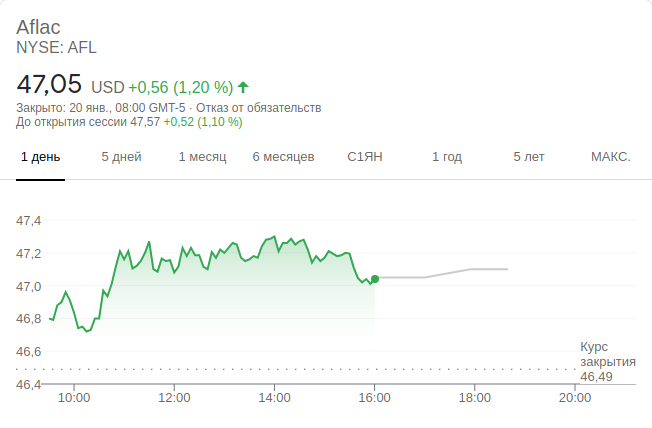 Aflac
NYSE: AFL
47,05 USD +0,56 (1,20 %)
Закрыто: 20 янв., 08:00 GMT-5 · Отказ от обязательств
До открытия сессии 47,57 +0,52 (1,10 %)
1 день 5 дней 1 месяц 6 месяцев С1ЯН 1 год 5 лет МАКС.
47,4
47,2
47,0
46,8
46,6
46,4
Курс
закрытия
46,49
10:00 12:00 14:00 16:00 18:00 20:00